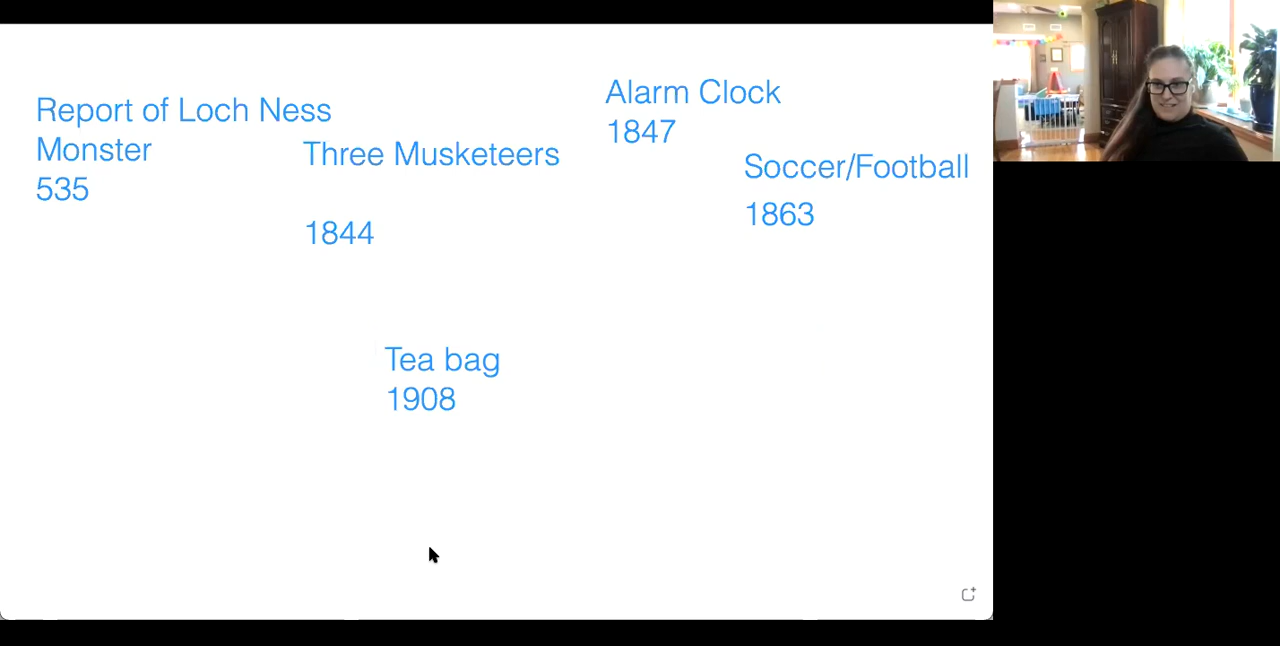 Report of Loch Ness
Monster
535
Three Musketeers
1844
Alarm Clock
1847
Soccer/Football
1863
Tea bag
1908